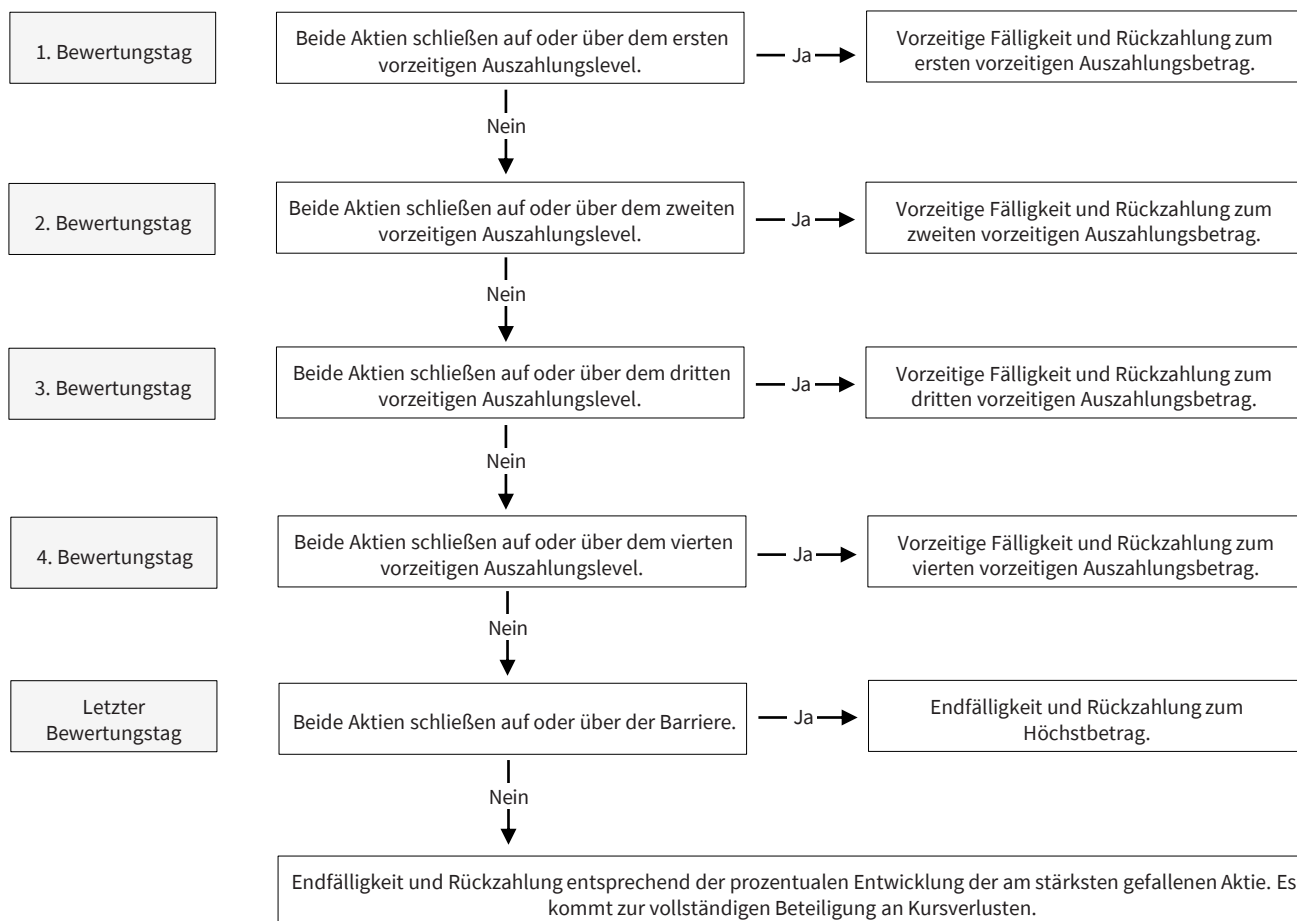 1. Bewertungstag
Beide Aktien schließen auf oder über dem ersten
vorzeitigen Auszahlungslevel.
Ja
Vorzeitige Fälligkeit und Rückzahlung zum
ersten vorzeitigen Auszahlungsbetrag.
Nein
2. Bewertungstag
Beide Aktien schließen auf oder über dem zweiten
vorzeitigen Auszahlungslevel.
Ja
Vorzeitige Fälligkeit und Rückzahlung zum
zweiten vorzeitigen Auszahlungsbetrag.
Nein
3. Bewertungstag
Beide Aktien schließen auf oder über dem dritten
vorzeitigen Auszahlungslevel.
Ja
Vorzeitige Fälligkeit und Rückzahlung zum
dritten vorzeitigen Auszahlungsbetrag.
Nein
4. Bewertungstag
Beide Aktien schließen auf oder über dem vierten
vorzeitigen Auszahlungslevel.
Ja
Vorzeitige Fälligkeit und Rückzahlung zum
vierten vorzeitigen Auszahlungsbetrag.
Nein
Letzter
Bewertungstag
Beide Aktien schließen auf oder über der Barriere.
Ja
Endfälligkeit und Rückzahlung zum
Höchstbetrag.
Nein
Endfälligkeit und Rückzahlung entsprechend der prozentualen Entwicklung der am stärksten gefallenen Aktie. Es
kommt zur vollständigen Beteiligung an Kursverlusten.